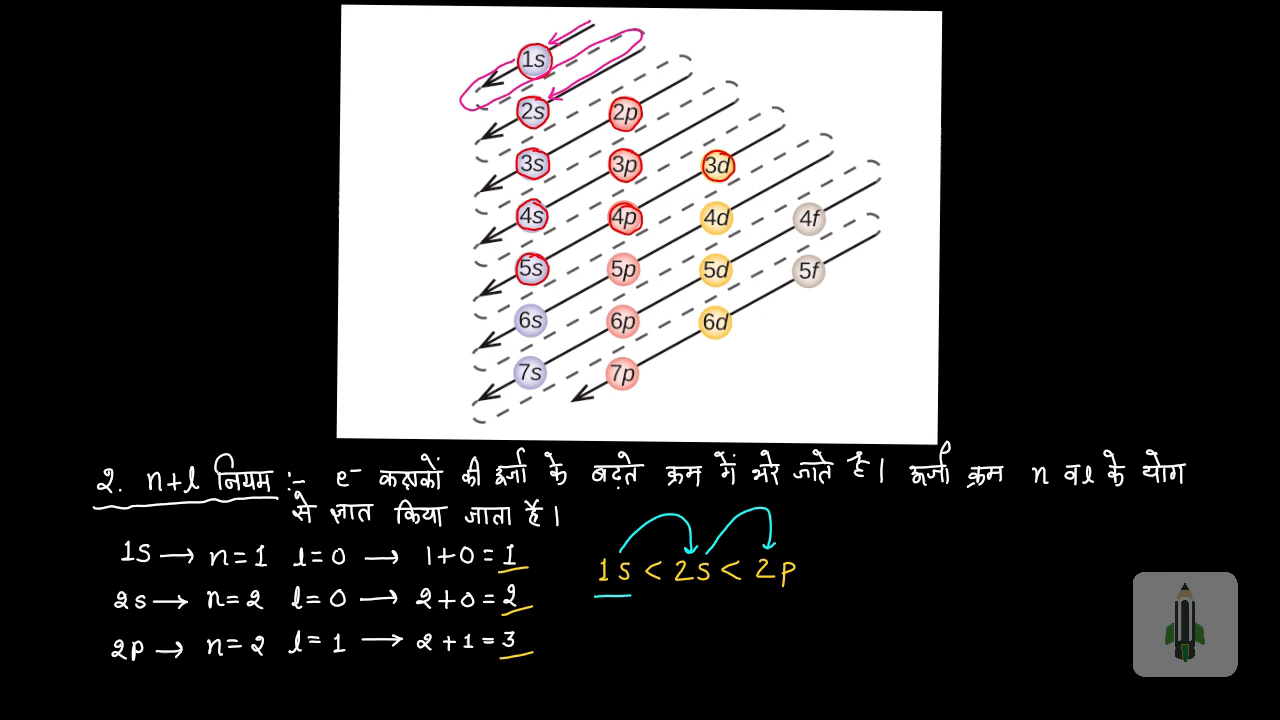 1s
2s 2p
3s 3p 3d
4s 4p 4d 4f
5s 5p 5d 5f
6s 6p 6d
7s 7p
2. n+l नियम :- e⁻ कक्षकों की ऊर्जा के बढ़ते क्रम में भरे जाते है। ऊर्जा क्रम n व l के योग
से ज्ञात किया जाता है।
1s → n=1 l=0 → 1+0=1
2s → n=2 l=0 → 2+0=2
2p → n=2 l=1 → 2+1=3
1s < 2s < 2p